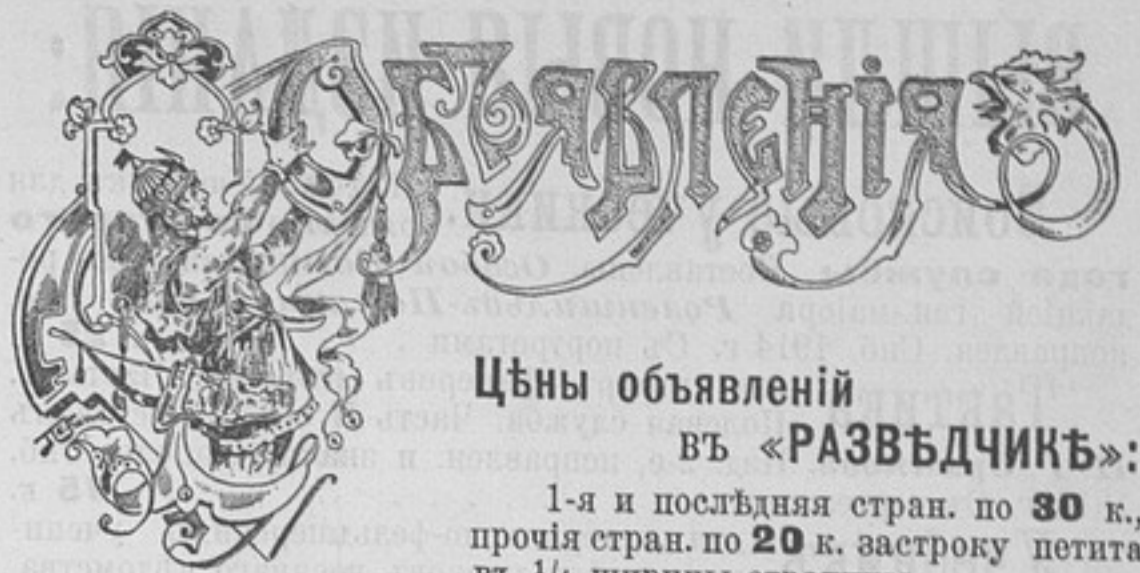 Объявленія
Цѣны объявленій
въ «РАЗВѢДЧИКѢ»:
1-я и послѣдняя стран. по 30 к.,
прочія стран. по 20 к. застроку петита